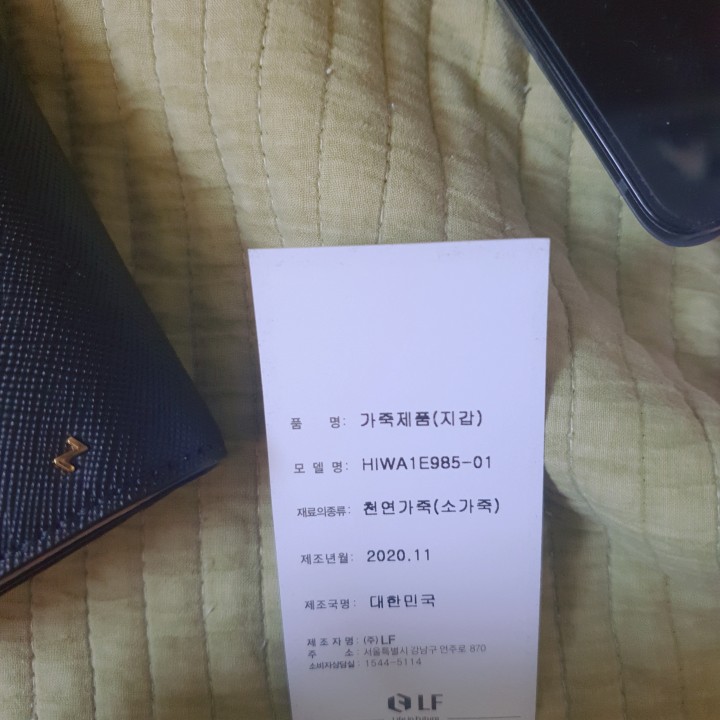 품 명: 가죽제품(지갑)
모 델 명: HIWA1E985-01
재료의종류: 천연가죽(소가죽)
제조년월: 2020.11
제조국명: 대한민국
제 조 자 명: (주) LF
주 소: 서울특별시 강남구 언주로 870
소비자상담실: 1544-5114
LF